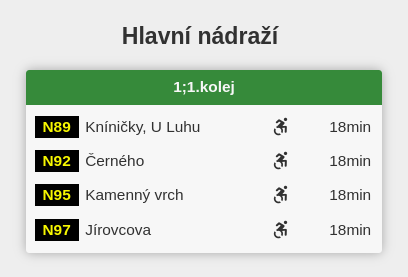 Hlavní nádraží
1;1.kolej
N89 Kníničky, U Luhu 18min
N92 Černého 18min
N95 Kamenný vrch 18min
N97 Jírovcova 18min